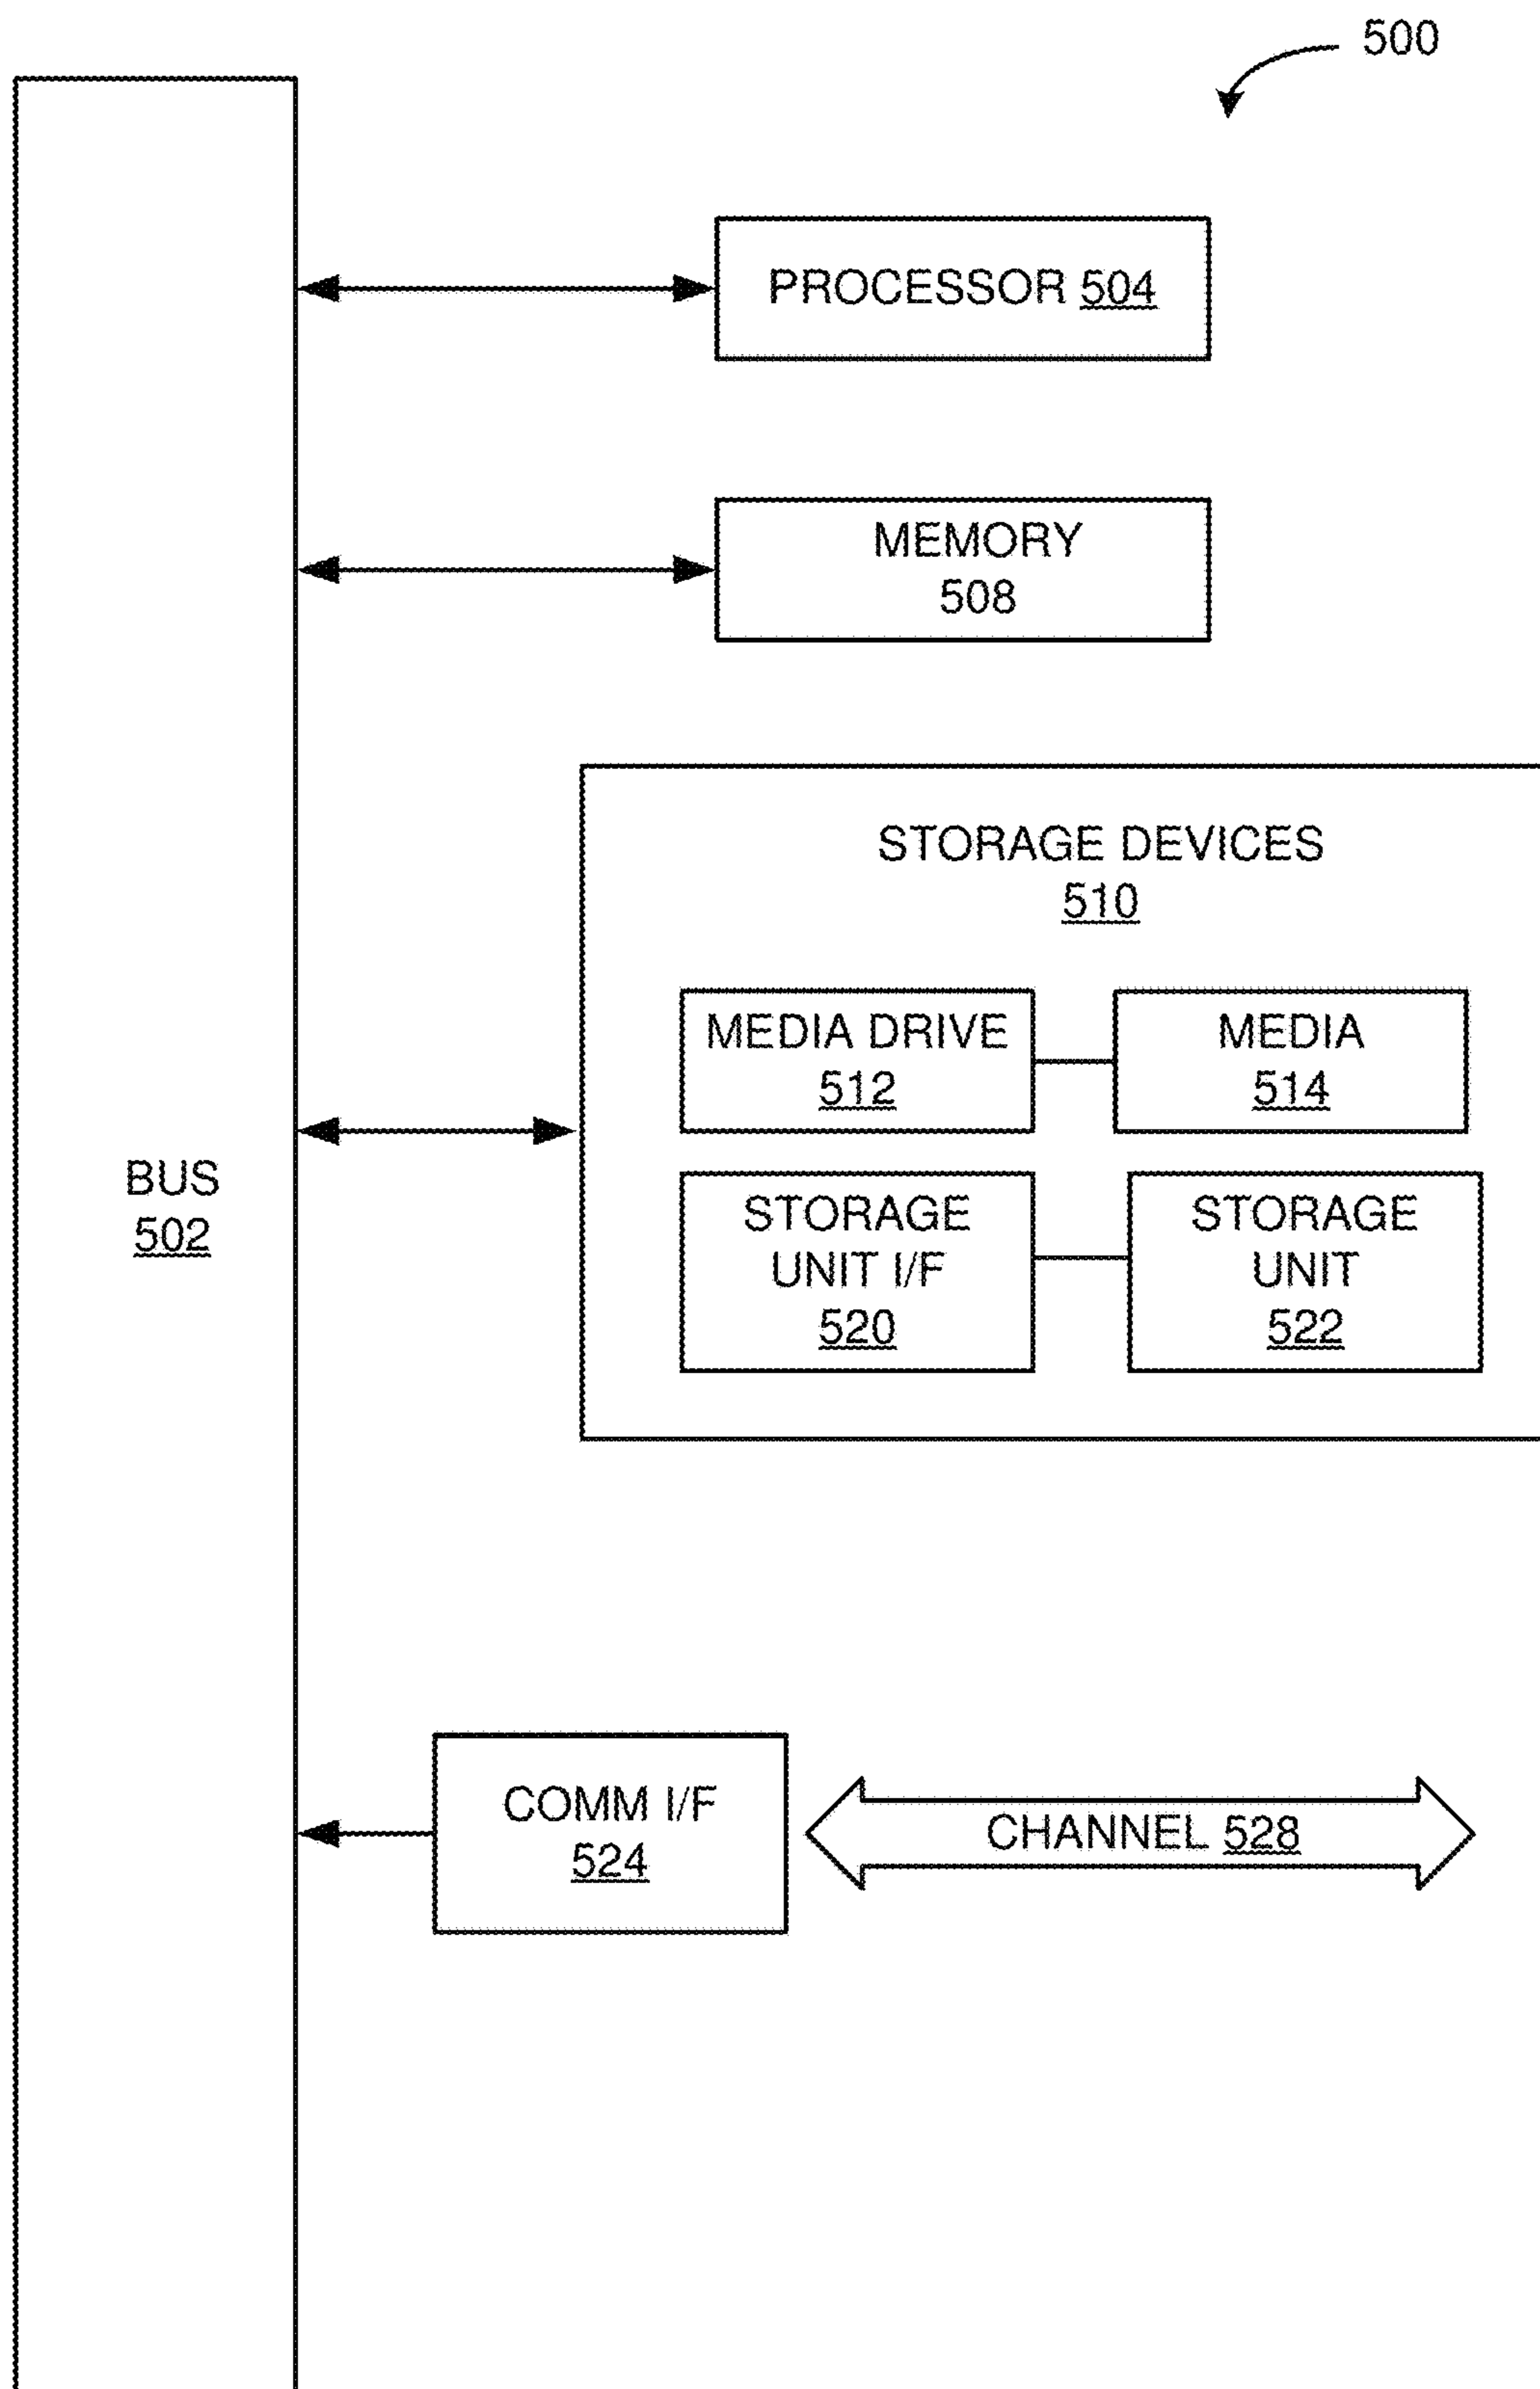 500
PROCESSOR 504
MEMORY
508
STORAGE DEVICES
510
MEDIA DRIVE
512
MEDIA
514
BUS
502
STORAGE
UNIT I/F
520
STORAGE
UNIT
522
COMM I/F
524
CHANNEL 528